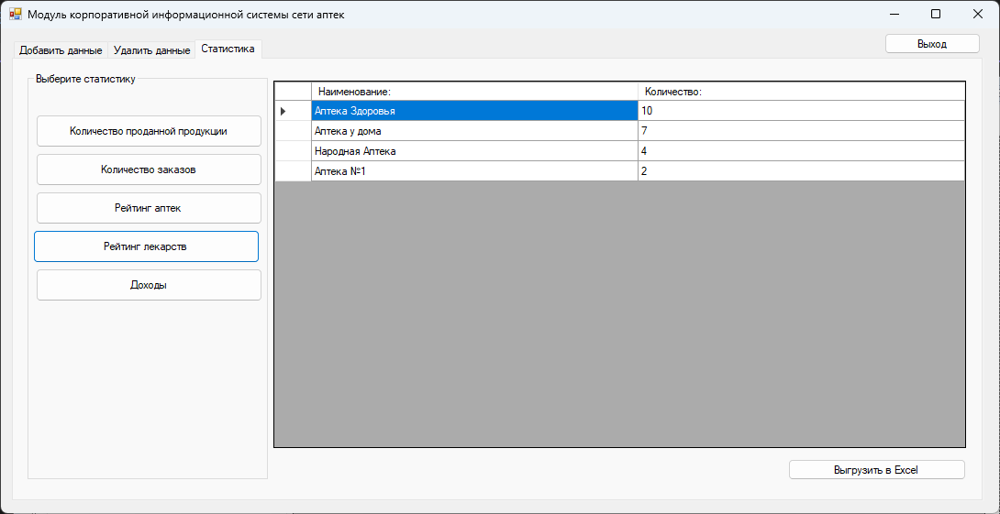 Модуль корпоративной информационной системы сети аптек
Выход
Добавить данные Удалить данные Статистика
Выберите статистику
Количество проданной продукции
Количество заказов
Рейтинг аптек
Рейтинг лекарств
Доходы
Наименование: Количество:
Аптека Здоровья 10
Аптека у дома 7
Народная Аптека 4
Аптека №1 2
Выгрузить в Excel